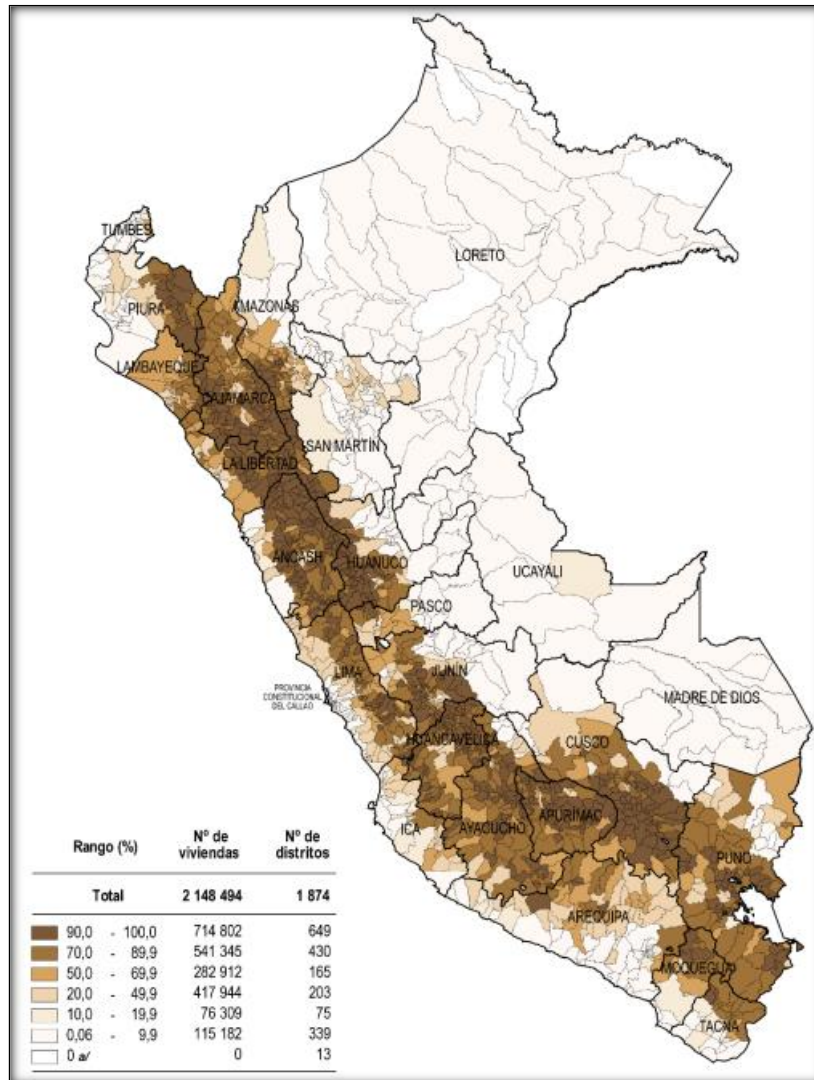 TUMBES
LORETO
PIURA
AMAZONAS
LAMBAYEQUE
CAJAMARCA
SAN MARTÍN
LA LIBERTAD
ANCASH
HUANUCO
UCAYALI
PASCO
LIMA
JUNÍN
PROVINCIA
CONSTITUCIONAL
DEL CALLAO
MADRE DE DIOS
HUANCAVELICA
CUSCO
ICA
AYACUCHO
APURÍMAC
PUNO
AREQUIPA
MOQUEGUA
TACNA
Rango (%) Nº de viviendas Nº de distritos
Total 2 148 494 1 874
90,0 - 100,0 714 802 649
70,0 - 89,9 541 345 430
50,0 - 69,9 282 912 165
20,0 - 49,9 417 944 203
10,0 - 19,9 76 309 75
0,06 - 9,9 115 182 339
0 a/ 0 13